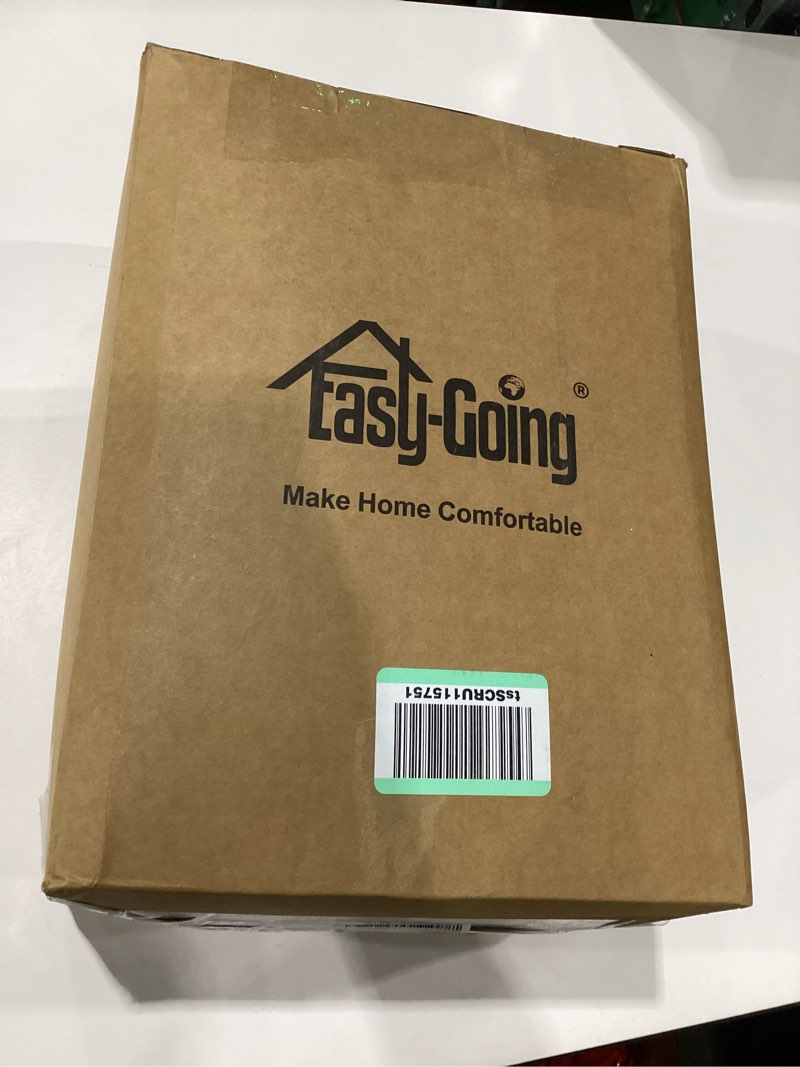 Easy-Going®
Make Home Comfortable
tsSCRU115751